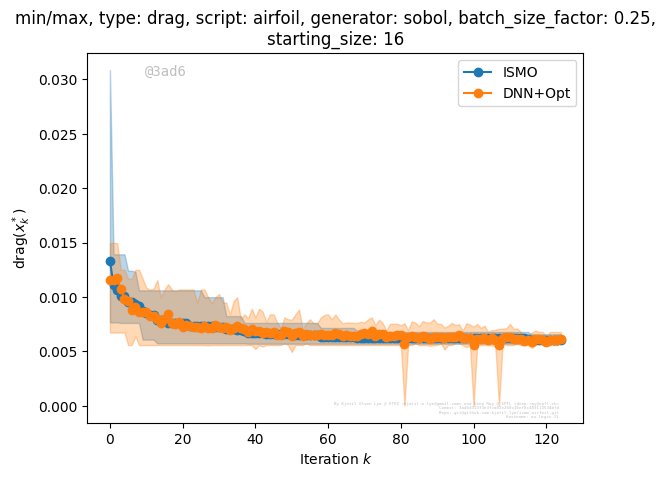 min/max, type: drag, script: airfoil, generator: sobol, batch_size_factor: 0.25,
starting_size: 16
@3ad6
ISMO
DNN+Opt
drag(x*k)
0.030
0.025
0.020
0.015
0.010
0.005
0.000
0
20
40
60
80
100
120
Iteration k